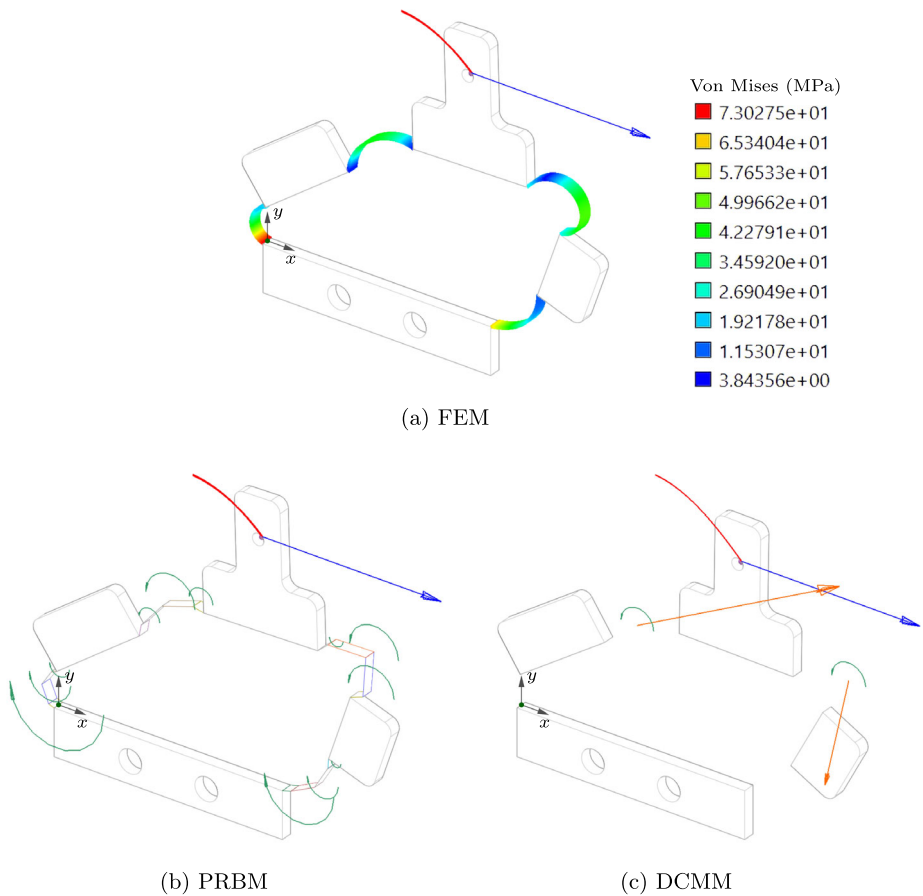 Von Mises (MPa)
7.30275e+01
6.53404e+01
5.76533e+01
4.99662e+01
4.22791e+01
3.45920e+01
2.69049e+01
1.92178e+01
1.15307e+01
3.84356e+00
y
x
(a) FEM
y
x
y
x
(b) PRBM
(c) DCMM